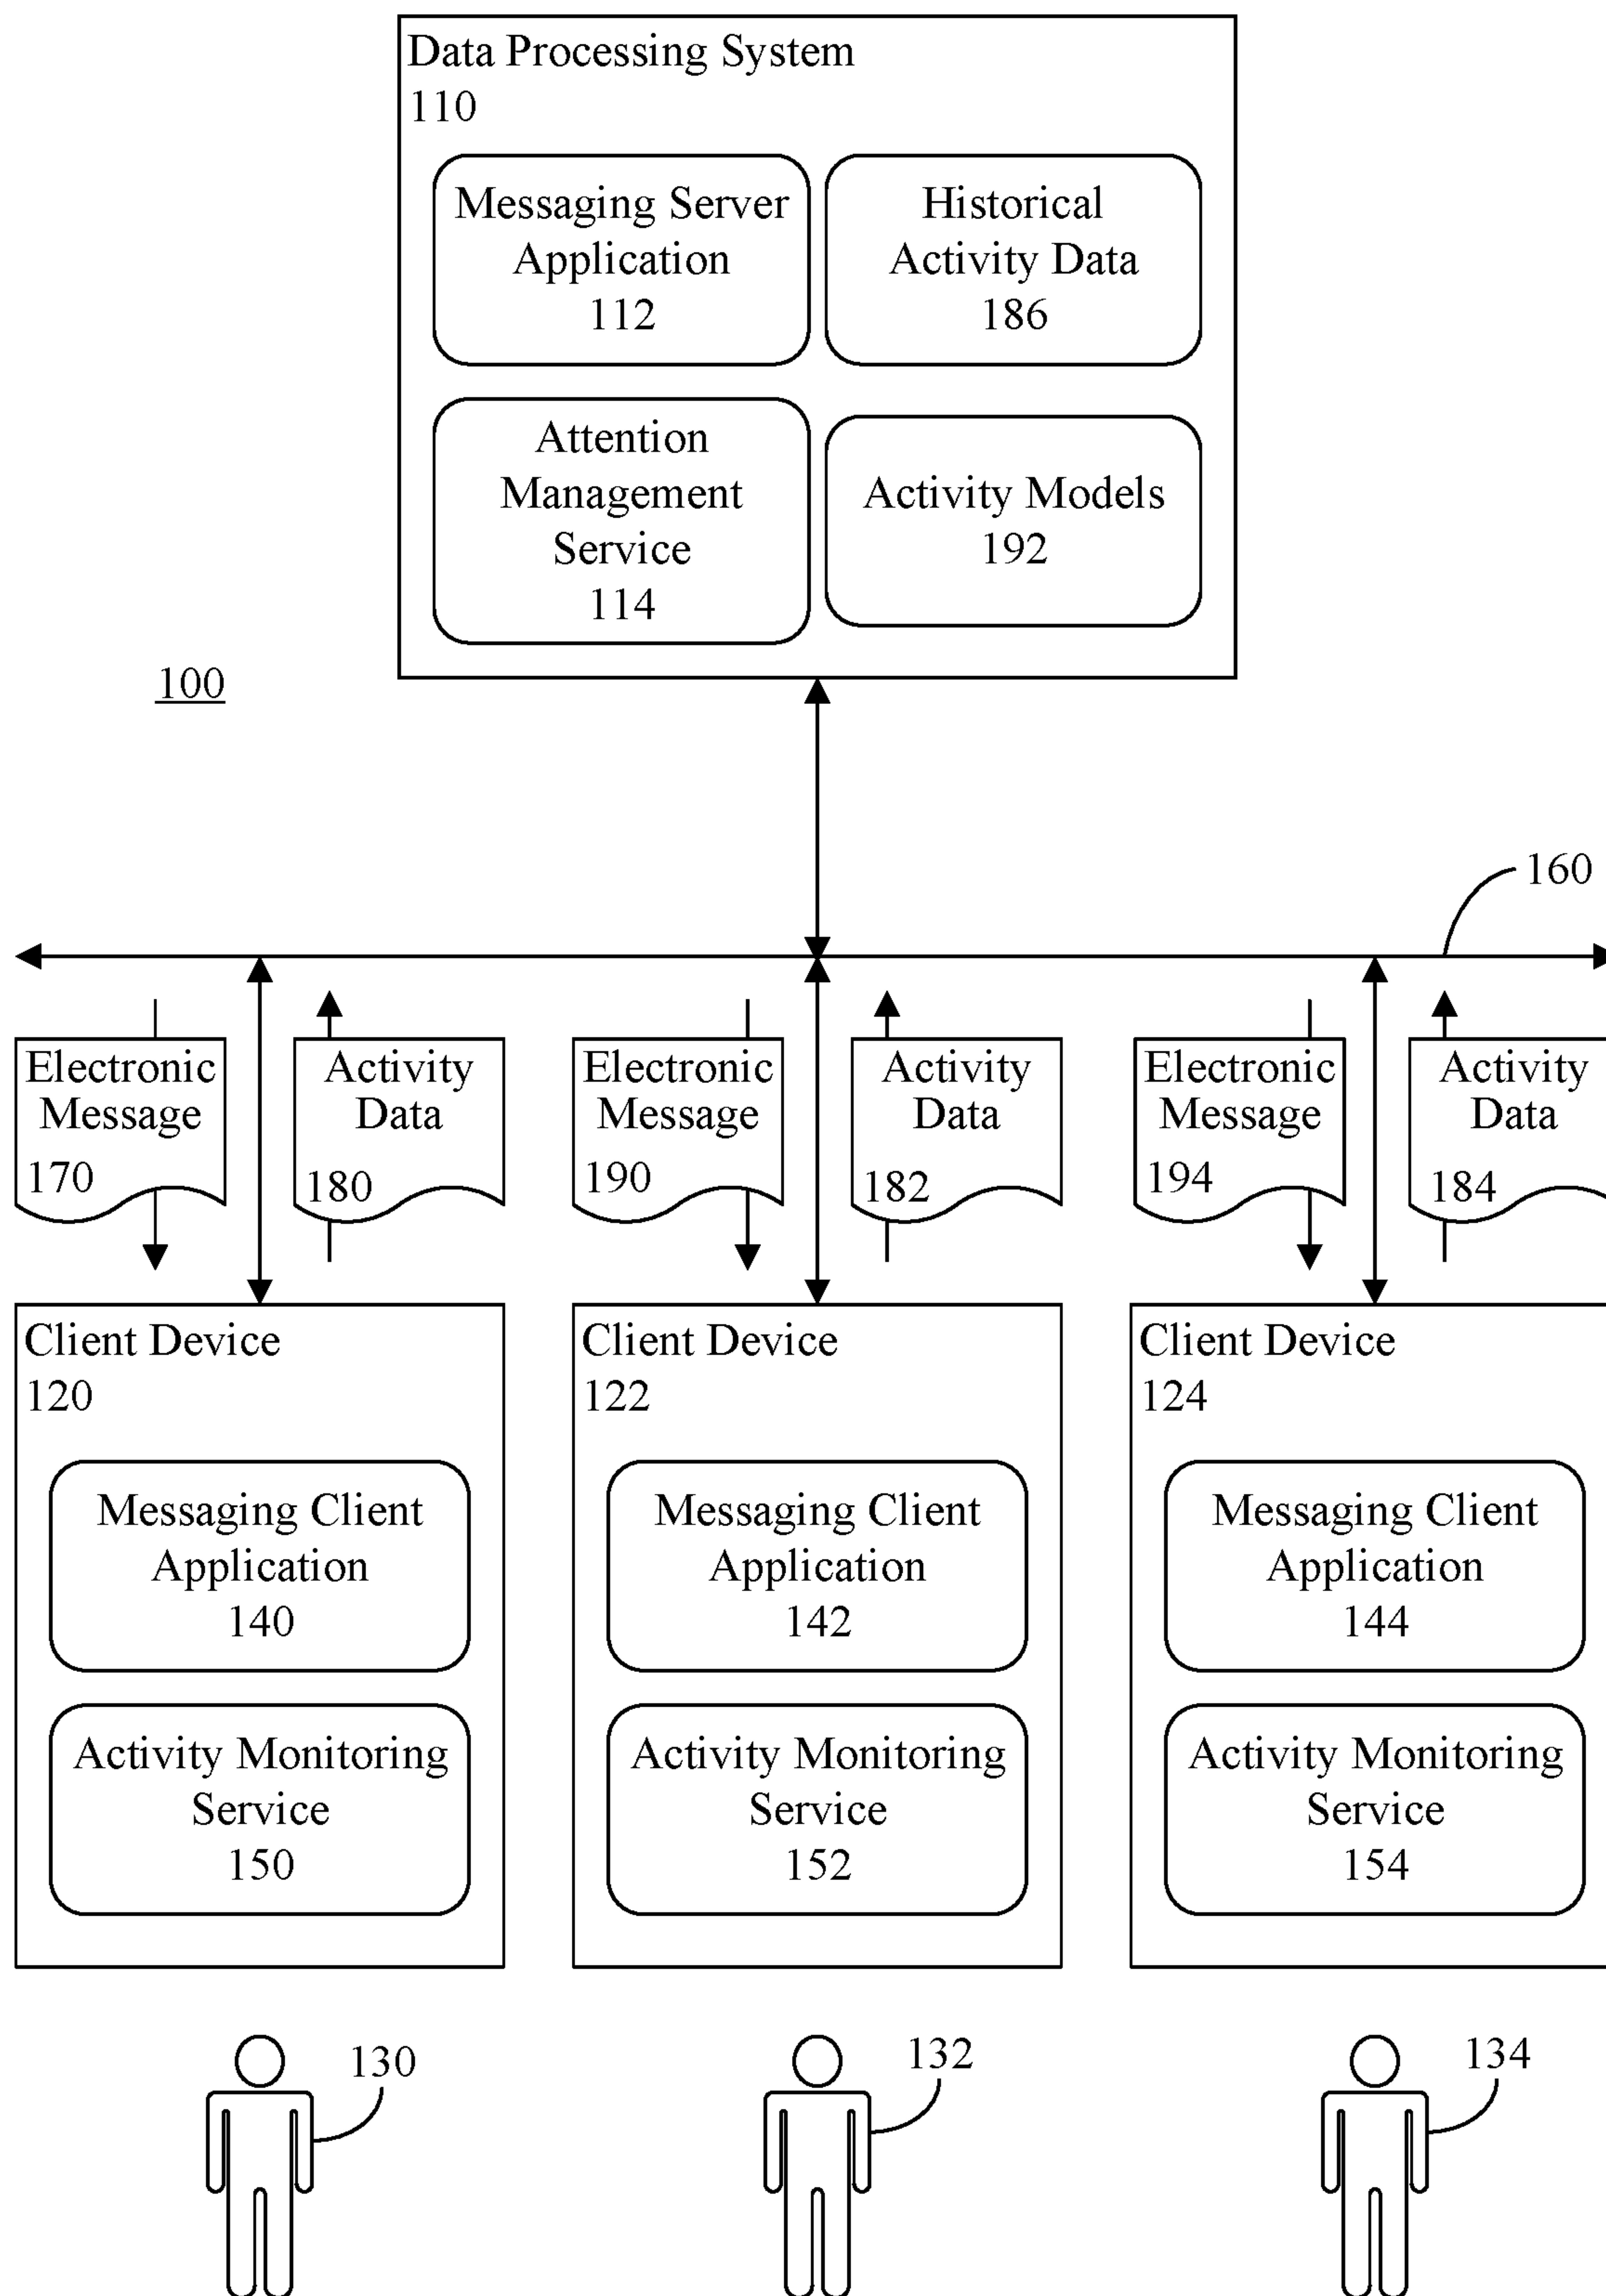 Data Processing System
110
Messaging Server
Application
112
Historical
Activity Data
186
Attention
Management
Service
114
Activity Models
192
100
160
Electronic
Message
170
Activity
Data
180
Electronic
Message
190
Activity
Data
182
Electronic
Message
194
Activity
Data
184
Client Device
120
Messaging Client
Application
140
Activity Monitoring
Service
150
Client Device
122
Messaging Client
Application
142
Activity Monitoring
Service
152
Client Device
124
Messaging Client
Application
144
Activity Monitoring
Service
154
130
132
134